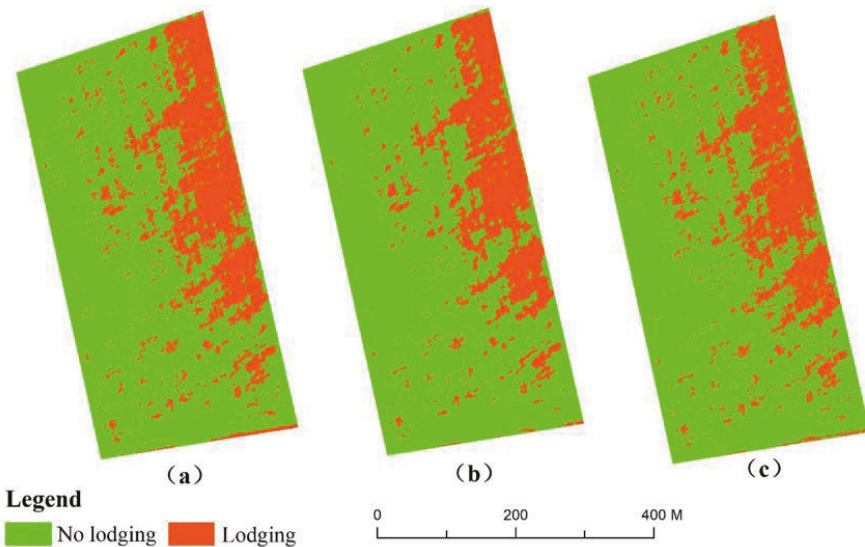 （a） （b） （c）
Legend
No lodging Lodging
0 200 400 M